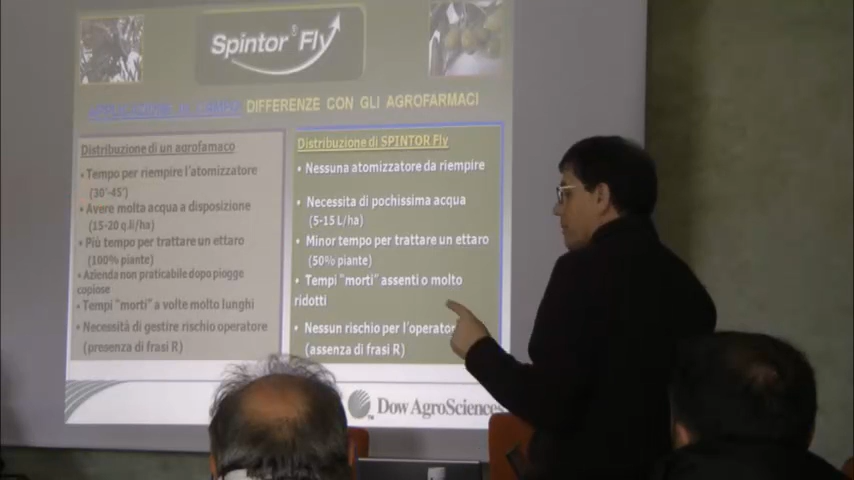 Spintor® Fly
APPLICAZIONE IN CAMPO DIFFERENZE CON GLI AGROFARMACI
Distribuzione di un agrofamaco
• Tempo per riempire l'atomizzatore
(30'-45')
• Avere molta acqua a disposizione
(15-20 q.li/ha)
• Più tempo per trattare un ettaro
(100% piante)
• Azienda non praticabile dopo piogge
copiose
• Tempi "morti" a volte molto lunghi
• Necessità di gestire rischio operatore
(presenza di frasi R)
Distribuzione di SPINTOR Fly
• Nessuna atomizzatore da riempire
• Necessita di pochissima acqua
(5-15 L/ha)
• Minor tempo per trattare un ettaro
(50% piante)
• Tempi "morti" assenti o molto
ridotti
• Nessun rischio per l'operator
(assenza di frasi R)
Dow AgroSciences